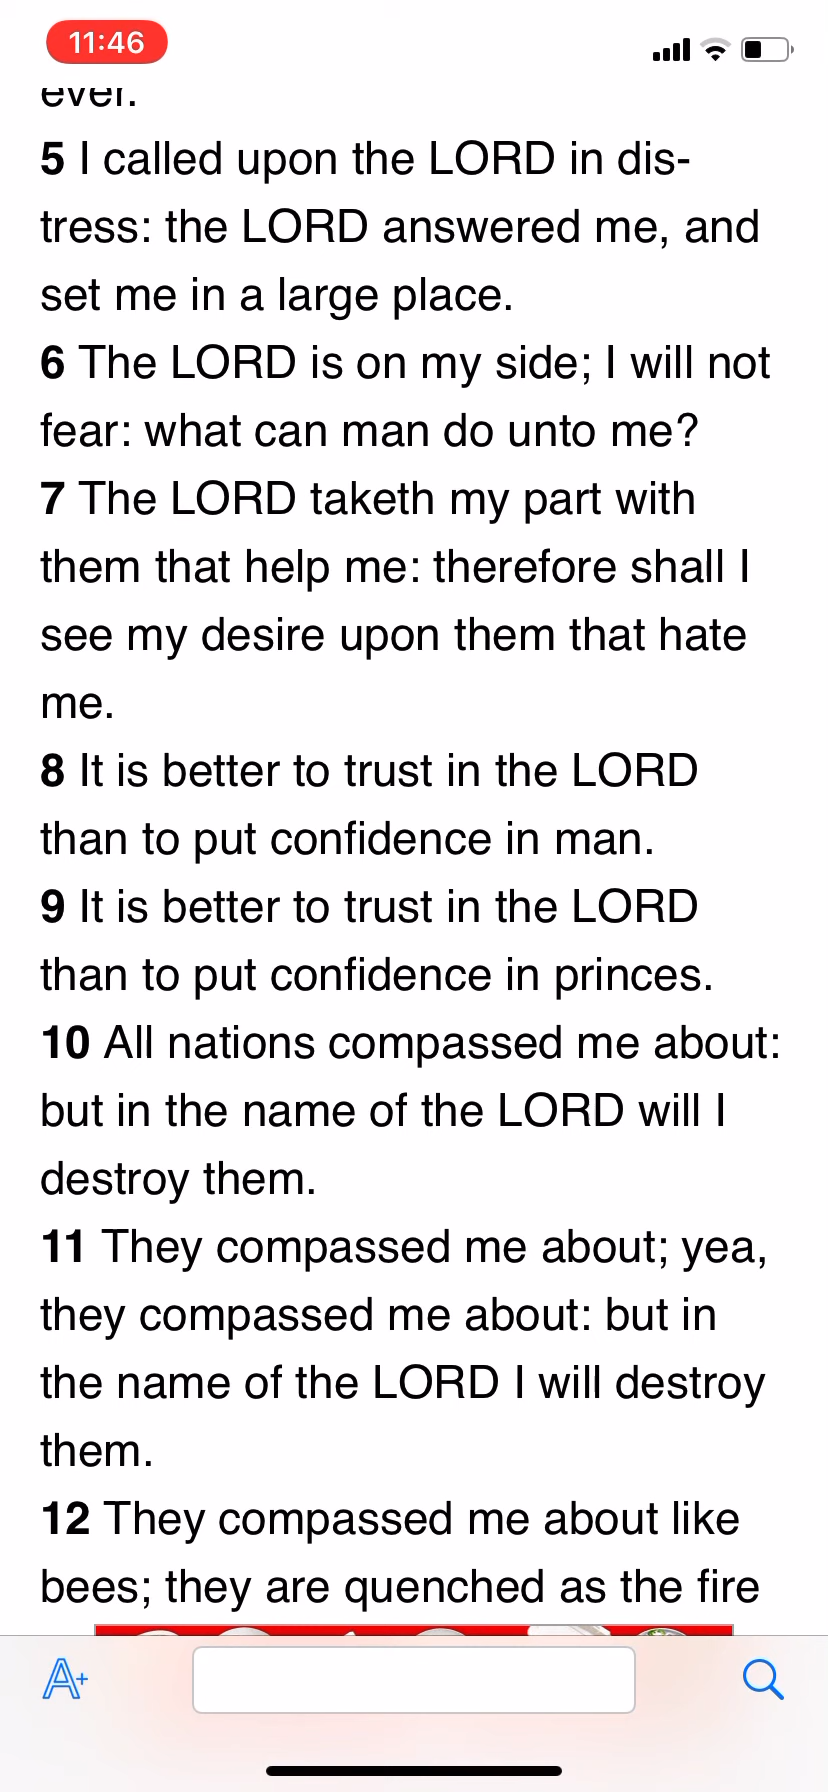 11:46
ever.
5 I called upon the LORD in dis-
tress: the LORD answered me, and
set me in a large place.
6 The LORD is on my side; I will not
fear: what can man do unto me?
7 The LORD taketh my part with
them that help me: therefore shall I
see my desire upon them that hate
me.
8 It is better to trust in the LORD
than to put confidence in man.
9 It is better to trust in the LORD
than to put confidence in princes.
10 All nations compassed me about:
but in the name of the LORD will I
destroy them.
11 They compassed me about; yea,
they compassed me about: but in
the name of the LORD I will destroy
them.
12 They compassed me about like
bees; they are quenched as the fire
A+